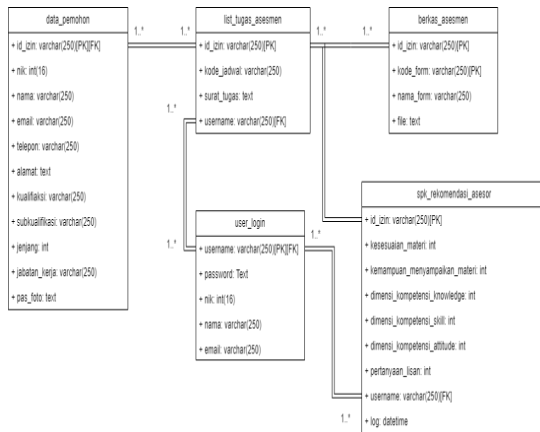 data_pemohon
+ id_izin: varchar(250)[PK][FK]
+ nik: int(16)
+ nama: varchar(250)
+ email: varchar(250)
+ telepon: varchar(250)
+ alamat: text
+ kualifiaksi: varchar(250)
+ subkualifikasi: varchar(250)
+ jenjang: int
+ jabatan_kerja: varchar(250)
+ pas_foto: text
1..*
1..*
list_tugas_asesmen
+ id_izin: varchar(250)[PK]
+ kode_jadwal: varchar(250)
+ surat_tugas: text
+ username: varchar(250)[FK]
1..*
1..*
berkas_asesmen
+ id_izin: varchar(250)[PK]
+ kode_form: varchar(250)[PK]
+ nama_form: varchar(250)
+ file: text
1..*
1..*
user_login
+ username: varchar(250)[PK][FK]
+ password: Text
+ nik: int(16)
+ nama: varchar(250)
+ email: varchar(250)
1..*
1..*
spk_rekomendasi_asesor
+ id_izin: varchar(250)[PK]
+ kesesuaian_materi: int
+ kemampuan_menyampaikan_materi: int
+ dimensi_kompetensi_knowledge: int
+ dimensi_kompetensi_skill: int
+ dimensi_kompetensi_attitude: int
+ pertanyaan_lisan: int
+ username: varchar(250)[FK]
+ log: datetime